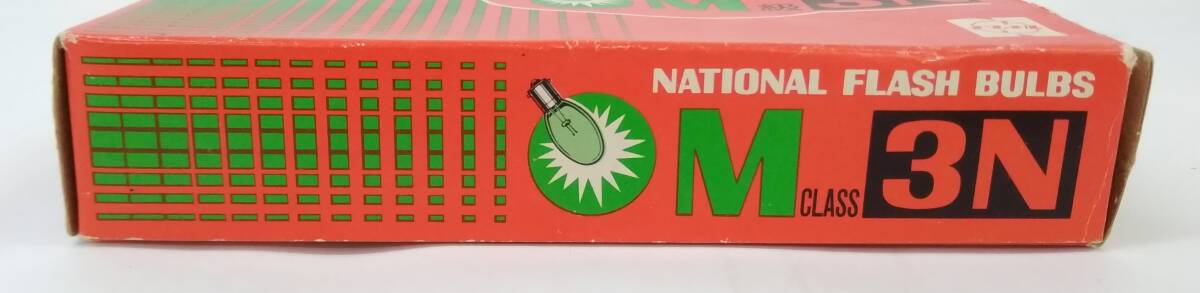 M
NATIONAL FLASH BULBS
M CLASS 3N